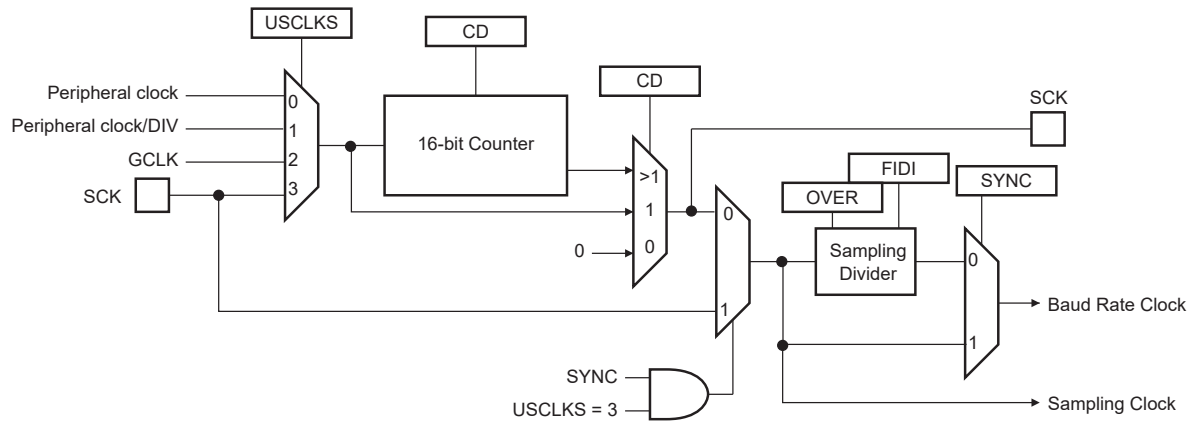 USCLKS
CD
CD
Peripheral clock
0
Peripheral clock/DIV
1
GCLK
2
SCK
3
16-bit Counter
>1
1
0
0
SCK
0
1
FIDI
OVER
SYNC
Sampling
Divider
0
1
Baud Rate Clock
SYNC
USCLKS = 3
Sampling Clock